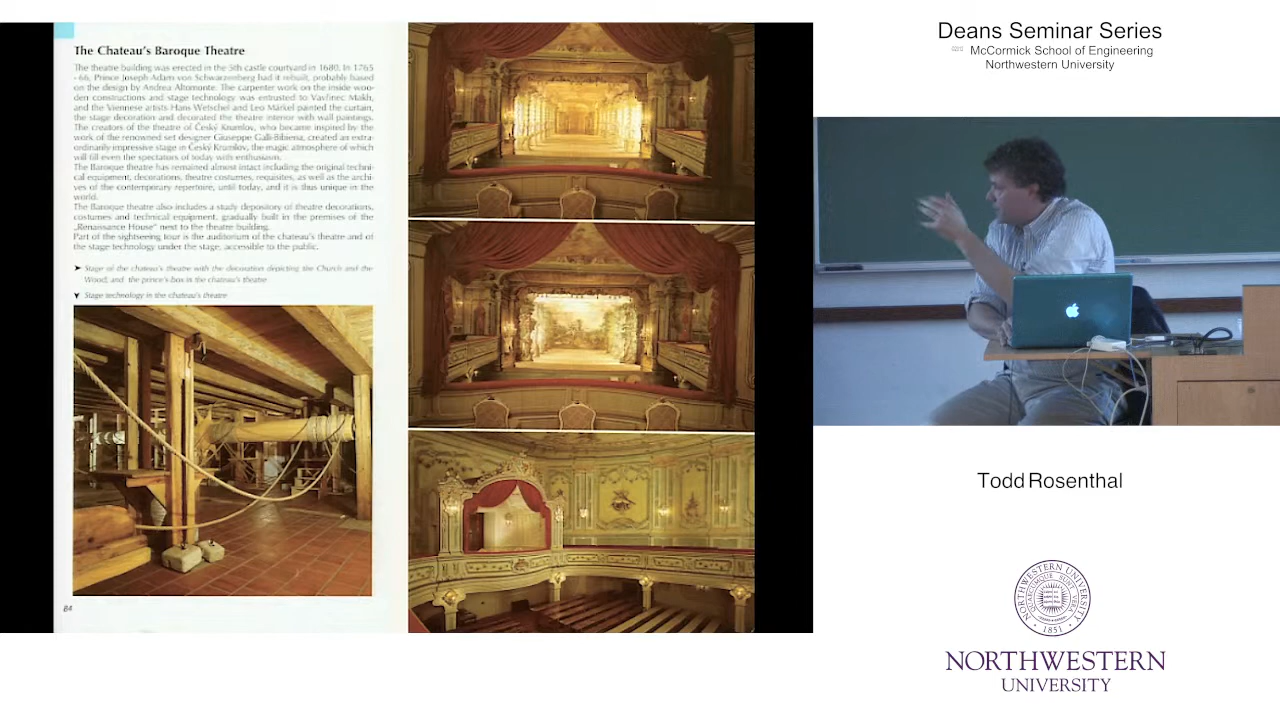 The Chateau's Baroque Theatre
The theatre building was erected in the 5th castle courtyard in 1680. In 1765
- 66, Prince Joseph Adam von Schwarzenberg had it rebuilt, probably based
on the design by Andrea Altomonte. The carpenter work on the inside woo-
den constructions and stage technology was entrusted to
and the Viennese artists Hans Wetschel and Leo Märkel painted the curtain,
the stage decoration and decorated the theatre interior with wall paintings.
The creators of the theatre of Český Krumlov, who became inspired by the
work of the renowned set designer Giuseppe Galli-Bibiena, created an extra-
ordinarily impressive stage in Český Krumlov, the magic atmosphere of which
will fill even the spectators of today with enthusiasm.
The Baroque theatre has remained almost intact including the original techni-
cal equipment, decorations, theatre costumes, requisites, as well as the archi-
ves of the contemporary repertoire, until today, and it is thus unique in the
world.
The Baroque theatre also includes a study depository of theatre decorations,
costumes and technical equipment, gradually built in the premises of the
„Renaissance House" next to the theatre building.
Part of the sightseeing tour is the auditorium of the chateau's theatre and of
the stage technology under the stage, accessible to the public.
Stage of the chateau's theatre with the decoration depicting the Church and the
Wood, and the prince's box in the chateau's theatre
Stage technology in the chateau's theatre
84
Deans Seminar Series
McCormick School of Engineering
Northwestern University
Todd Rosenthal
NORTHWESTERN UNIVERSITY
1851
NORTHWESTERN
UNIVERSITY